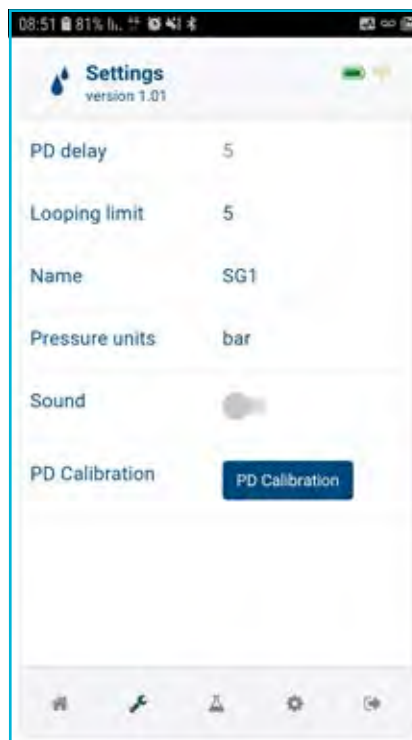 08:51 81%
Settings
version 1.01
PD delay 5
Looping limit 5
Name SG1
Pressure units bar
Sound
PD Calibration PD Calibration